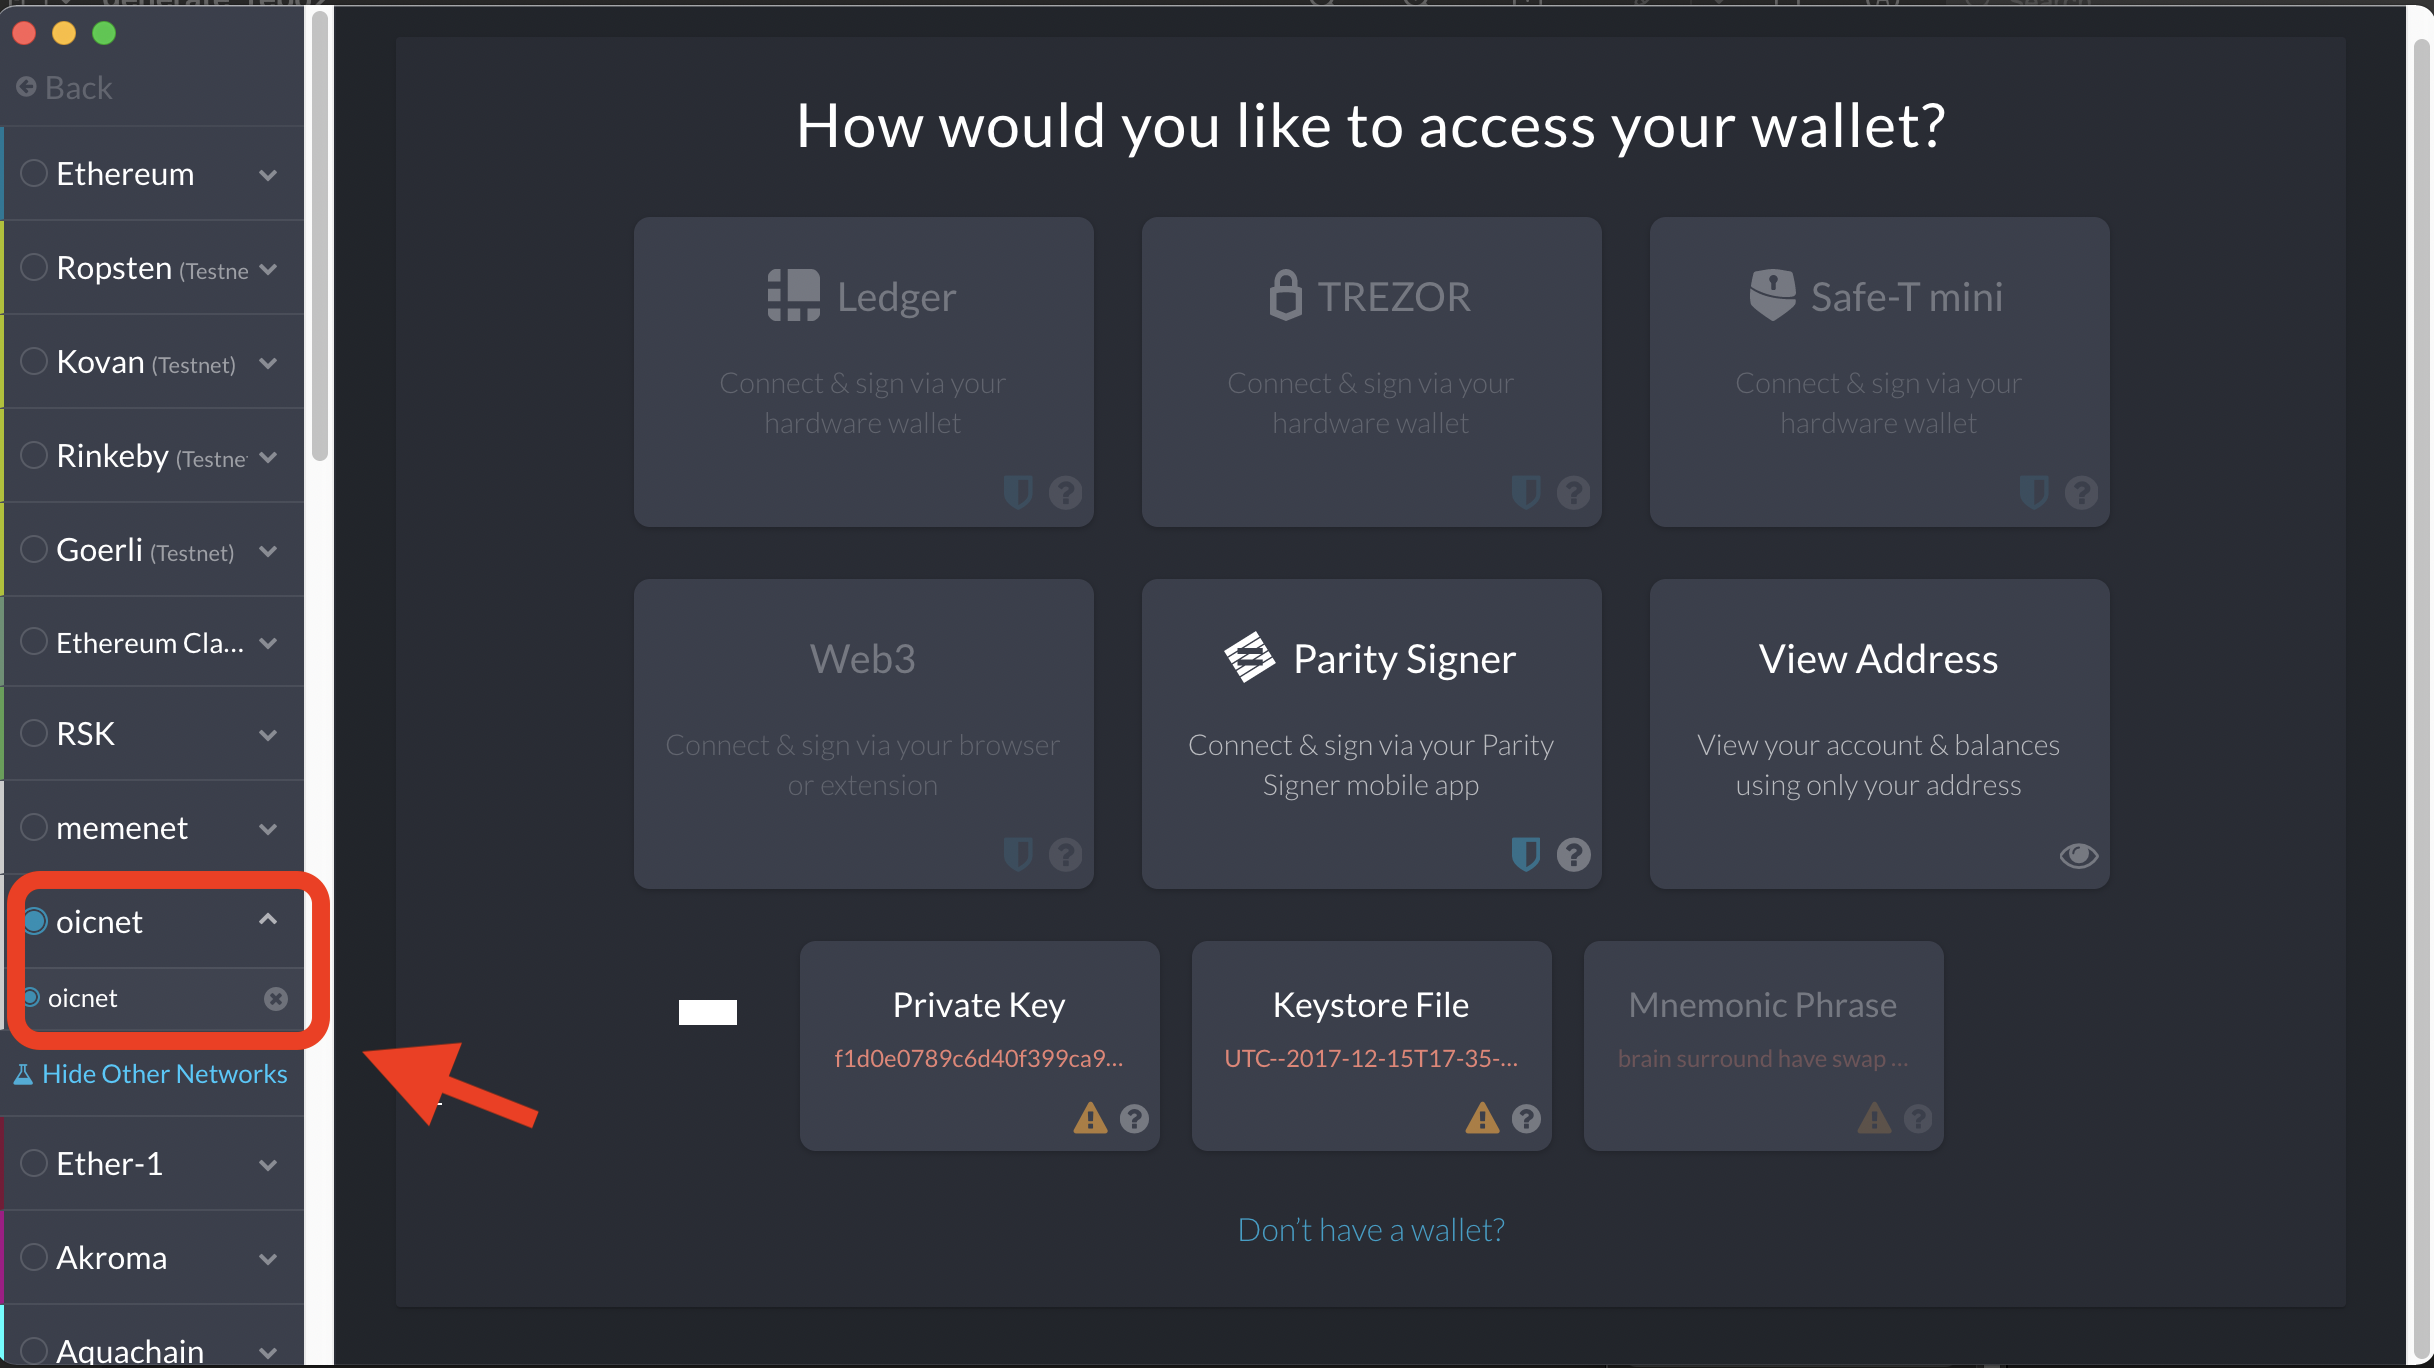 Back
Ethereum
Ropsten (Testne
Kovan (Testnet)
Rinkeby (Testne
Goerli (Testnet)
Ethereum Cla...
RSK
memenet
oicnet
oicnet
Hide Other Networks
Ether-1
Akroma
Aquachain
How would you like to access your wallet?
Ledger
Connect & sign via your
hardware wallet
TREZOR
Connect & sign via your
hardware wallet
Safe-T mini
Connect & sign via your
hardware wallet
Web3
Connect & sign via your browser
or extension
Parity Signer
Connect & sign via your Parity
Signer mobile app
View Address
View your account & balances
using only your address
Private Key
f1d0e0789c6d40f399ca9...
Keystore File
UTC--2017-12-15T17-35-...
Mnemonic Phrase
brain surround have swap ...
Don't have a wallet?